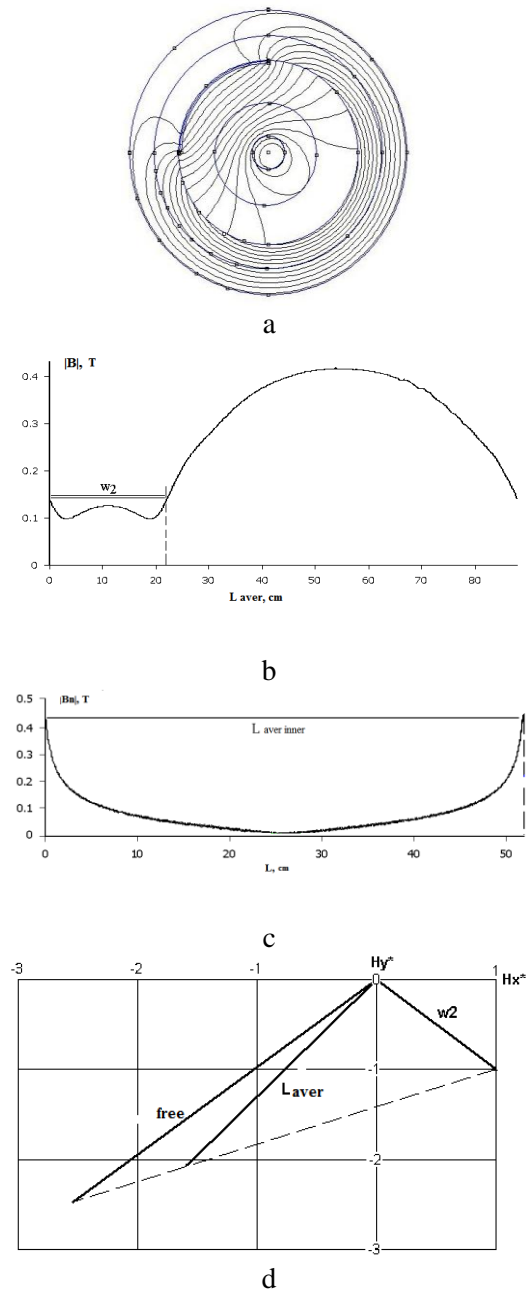 a
|B|, T
0.4
0.3
w2
0.2
0.1
0
0 10 20 30 40 50 60 70 80
L aver, cm
b
|Bn|, T
0.5
L aver inner
0.4
0.3
0.2
0.1
0
0 10 20 30 40 50
L, cm
c
Hy*
-3 -2 -1 0 1 Hx*
w2
-1
Laver
free
-2
-3
d